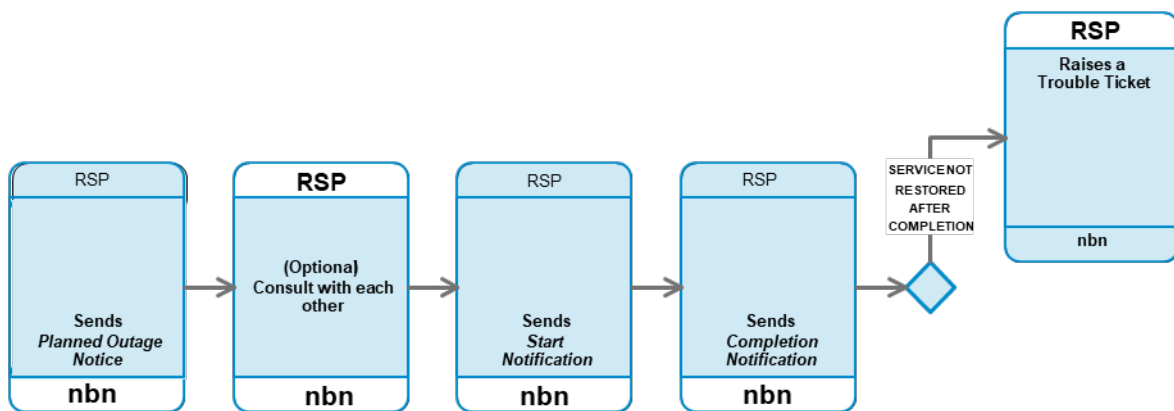 RSP
Sends
Planned Outage
Notice
nbn
RSP
(Optiona)
Consult with each
other
nbn
RSP
Sends
Start
Notification
nbn
RSP
Sends
Completion
Notification
nbn
SERVICE NOT
RESTORED
AFTER
COMPLETION
RSP
Raises a
Trouble Ticket
nbn